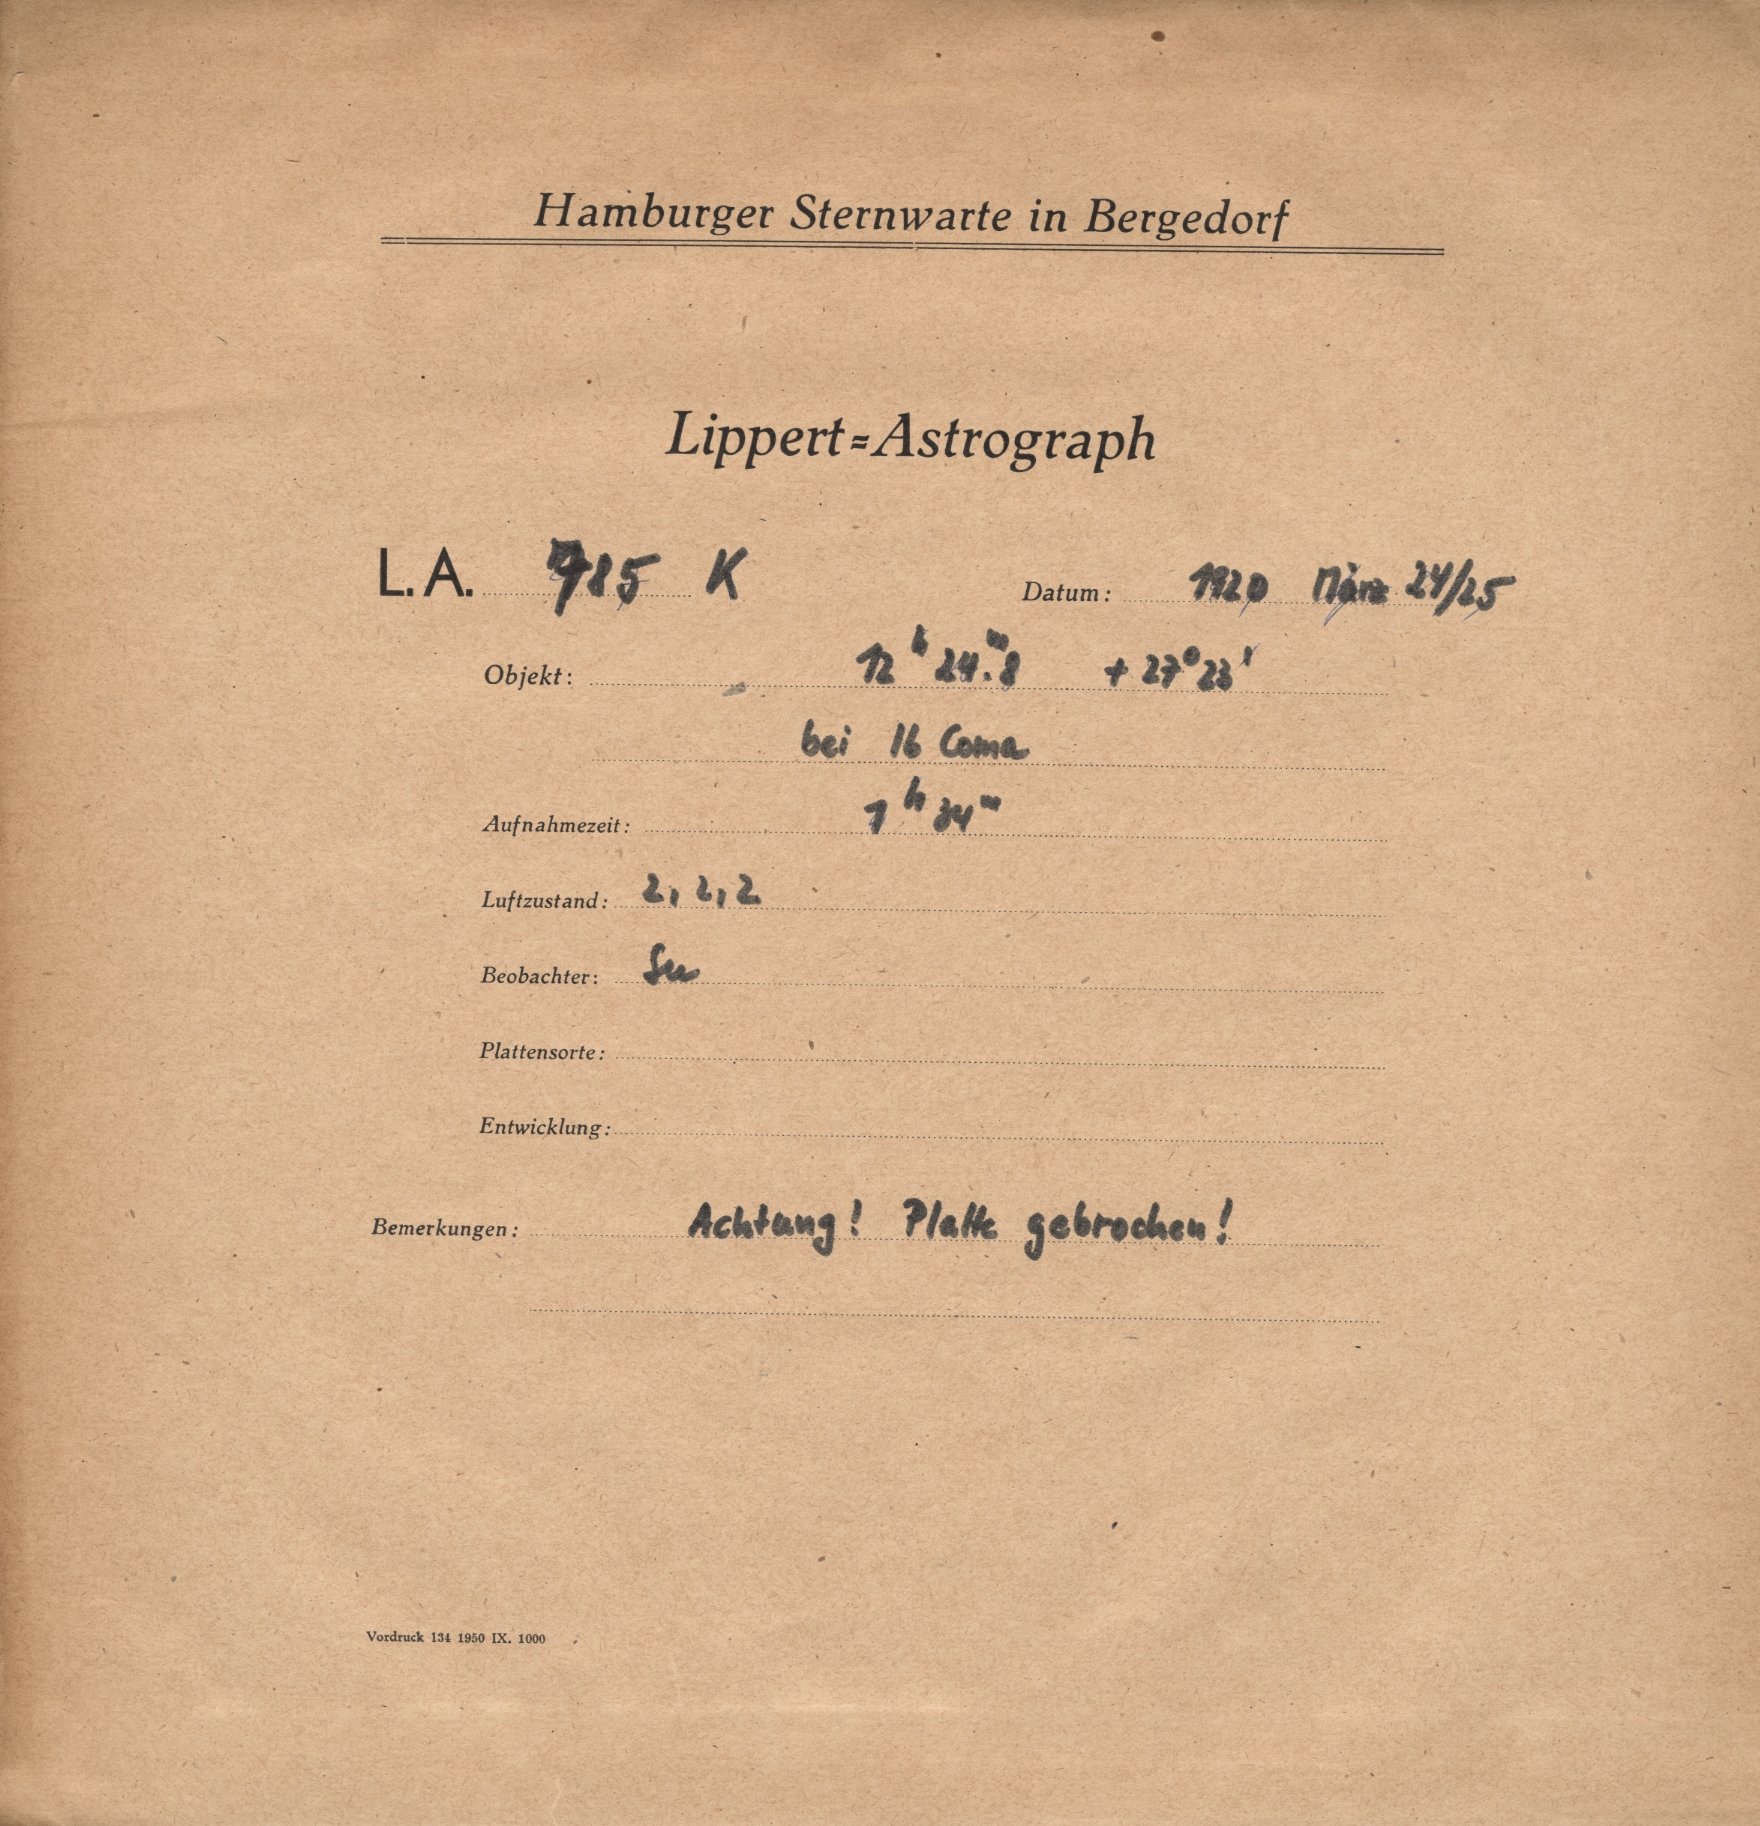 Hamburger Sternwarte in Bergedorf
Lippert=Astrograph
L. A. 785 K Datum: 1920 März 24/25
Objekt: 12h 24.m8 + 27° 23'
bei 16 Coma
Aufnahmezeit: 1h 34m
Luftzustand: 2, 2, 2
Beobachter:
Plattensorte:
Entwicklung:
Bemerkungen: Achtung! Platte gebrochen!
Vordruck 134 1950 IX. 1000